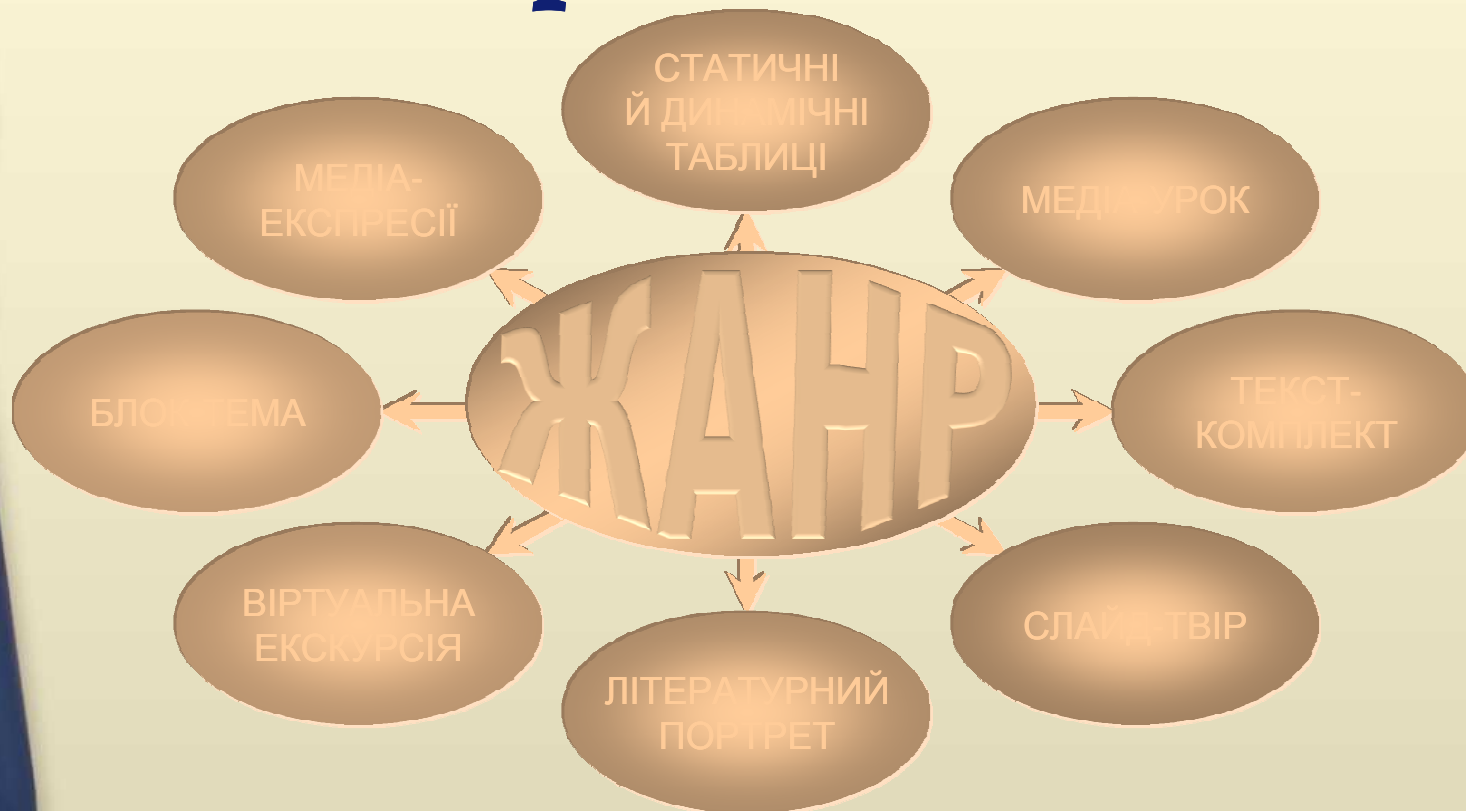 СТАТИЧНІ
Й ДИНАМІЧНІ
ТАБЛИЦІ
МЕДІА-
ЕКСПРЕСІЇ
МЕДІАУРОК
ЖАНР
БЛОК-ТЕМА
ТЕКСТ-
КОМПЛЕКТ
ВІРТУАЛЬНА
ЕКСКУРСІЯ
СЛАЙД-ТВІР
ЛІТЕРАТУРНИЙ
ПОРТРЕТ